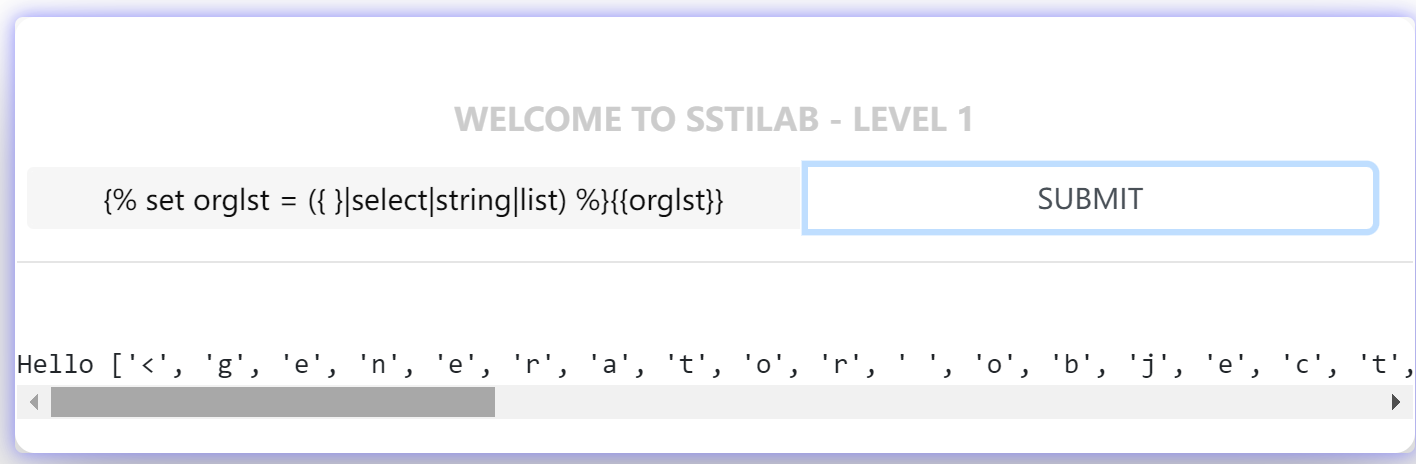 WELCOME TO SSTILAB - LEVEL 1
{% set orglst = ({ }|select|string|list) %}{{orglst}}
SUBMIT
Hello ['<', 'g', 'e', 'n', 'e', 'r', 'a', 't', 'o', 'r', ' ', 'o', 'b', 'j', 'e', 'c', 't',